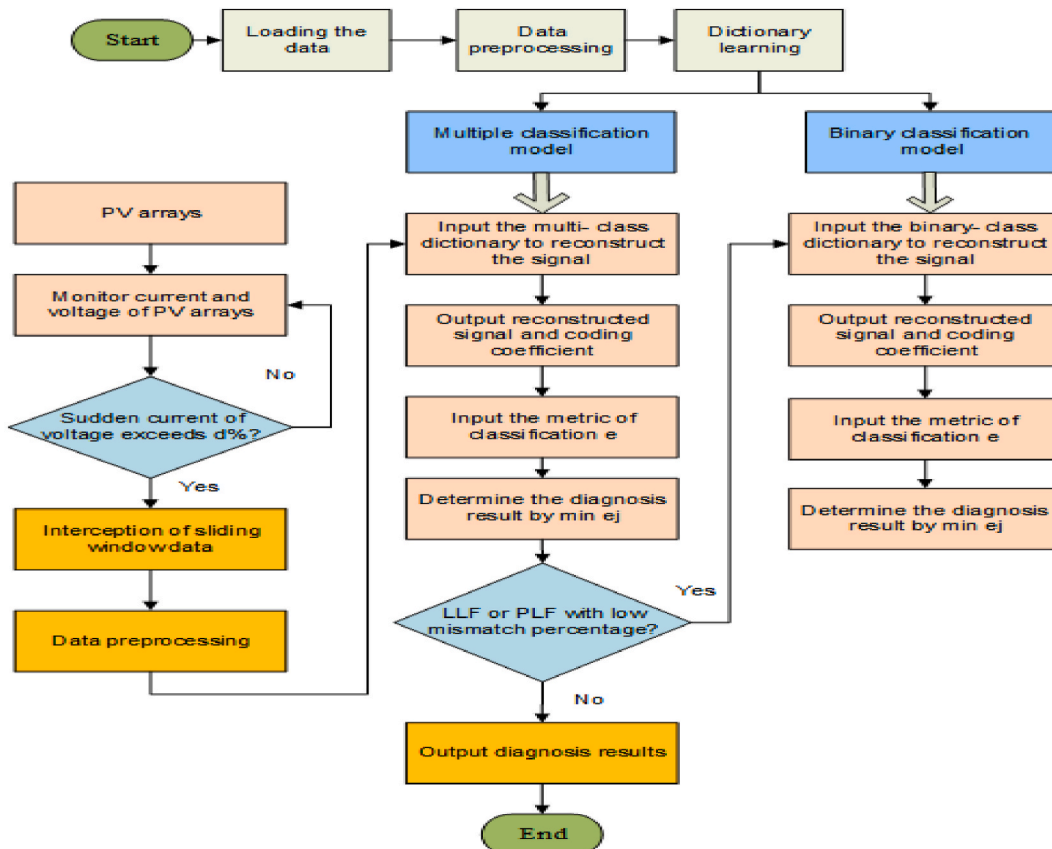 Start
Loading the
data
Data
preprocessing
Dictionary
learning
Multiple classification
model
Binary classification
model
PV arrays
Monitor current and
voltage of PV arrays
No
Sudden current of
voltage exceeds d%?
Yes
Interception of sliding
window data
Data preprocessing
Input the multi- class
dictionary to reconstruct
the signal
Output reconstructed
signal and coding
coefficient
Input the metric of
classification e
Determine the diagnosis
result by min ej
LLF or PLF with low
mismatch percentage?
Yes
No
Output diagnosis results
End
Input the binary- class
dictionary to reconstruct
the signal
Output reconstructed
signal and coding
coefficient
Input the metric of
classification e
Determine the diagnosis
result by min ej